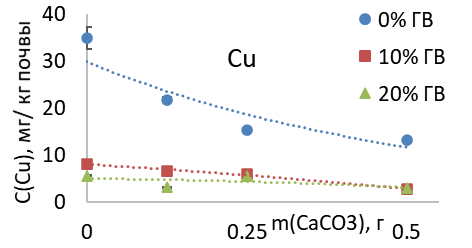 C(Cu), мг/ кг почвы
40
30
20
10
0
Cu
0% ГВ
10% ГВ
20% ГВ
0
0.25
0.5
m(CaCO3), г